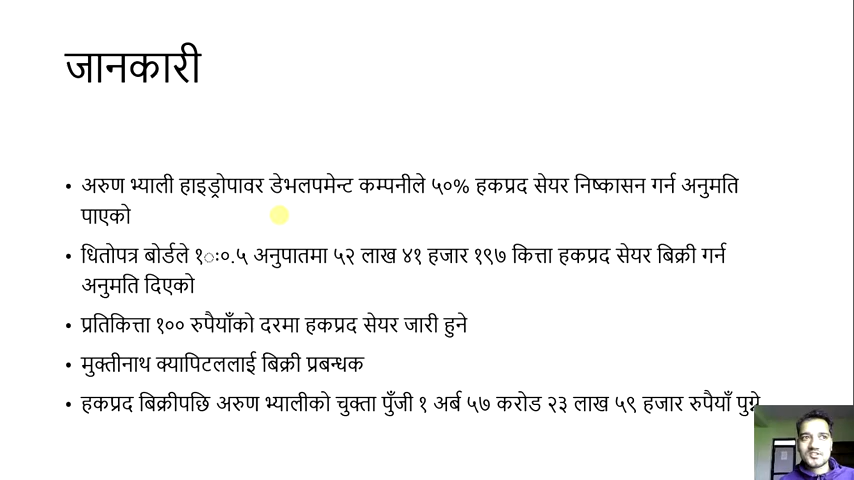 जानकारी
• अरुण भ्याली हाइड्रोपावर डेभलपमेन्ट कम्पनीले ५०% हकप्रद सेयर निष्कासन गर्न अनुमति
पाएको
• धितोपत्र बोर्डले १ः०.५ अनुपातमा ५२ लाख ४१ हजार १९७ कित्ता हकप्रद सेयर बिक्री गर्न
अनुमति दिएको
• प्रतिकित्ता १०० रुपैयाँको दरमा हकप्रद सेयर जारी हुने
• मुक्तीनाथ क्यापिटललाई बिक्री प्रबन्धक
• हकप्रद बिक्रीपछि अरुण भ्यालीको चुक्ता पुँजी १ अर्ब ५७ करोड २३ लाख ५९ हजार रुपैयाँ पुग्ने